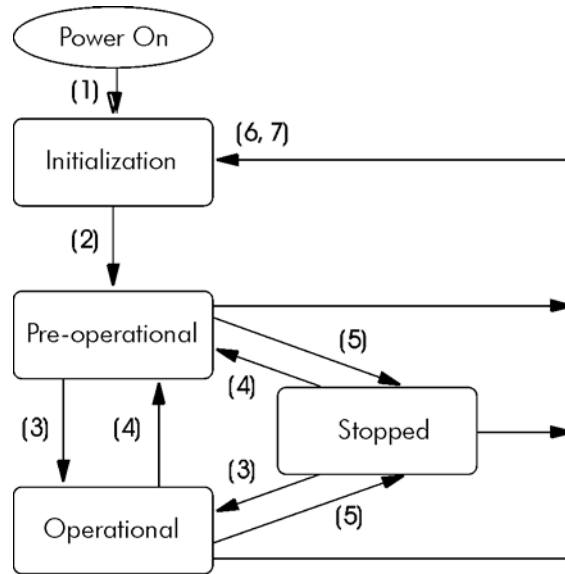 Power On
(1)
Initialization
(6, 7)
(2)
Pre-operational
(5)
(4)
(3)
(4)
Stopped
(3)
Operational
(5)